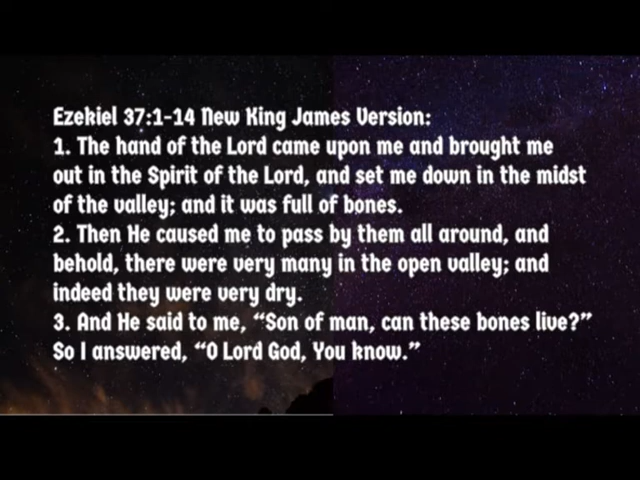 Ezekiel 37:1-14 New King James Version:
1. The hand of the Lord came upon me and brought me
out in the Spirit of the Lord, and set me down in the midst
of the valley; and it was full of bones.
2. Then He caused me to pass by them all around, and
behold, there were very many in the open valley; and
indeed they were very dry.
3. And He said to me, “Son of man, can these bones live?”
So I answered, “O Lord God, You know.”